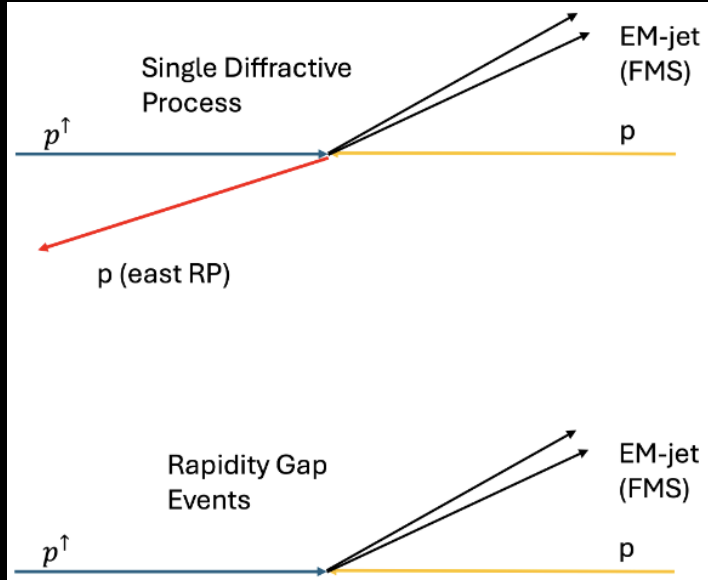 EM-jet
(FMS)
Single Diffractive
Process
p↑
p
p (east RP)
EM-jet
(FMS)
Rapidity Gap
Events
p↑
p